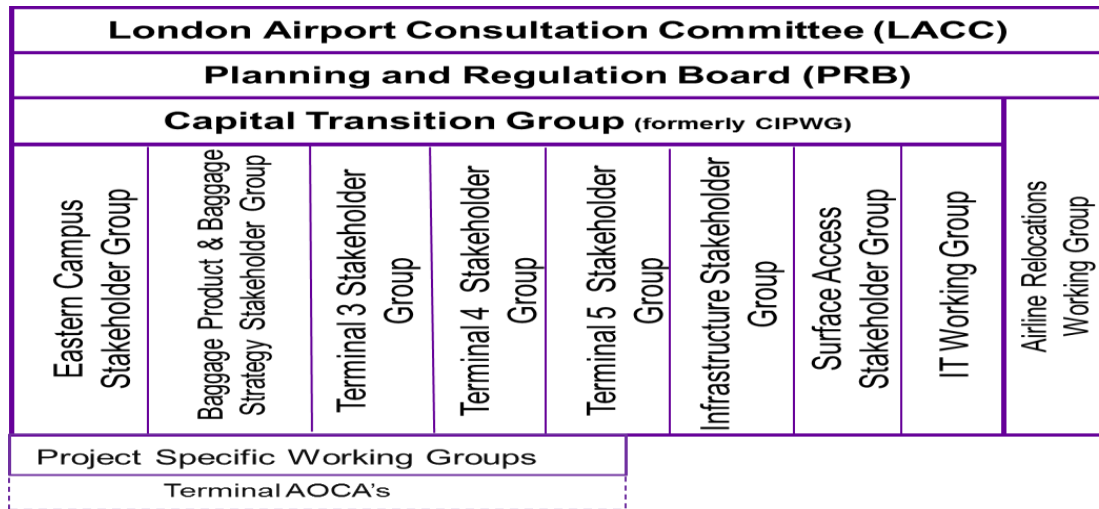 London Airport Consultation Committee (LACC)
Planning and Regulation Board (PRB)
Capital Transition Group (formerly CIPWG)
Eastern Campus
Stakeholder Group
Baggage Product & Baggage
Strategy Stakeholder Group
Terminal 3 Stakeholder
Group
Terminal 4 Stakeholder
Group
Terminal 5 Stakeholder
Group
Infrastructure Stakeholder
Group
Surface Access
Stakeholder Group
IT Working Group
Airline Relocations
Working Group
Project Specific Working Groups
Terminal AOCA's